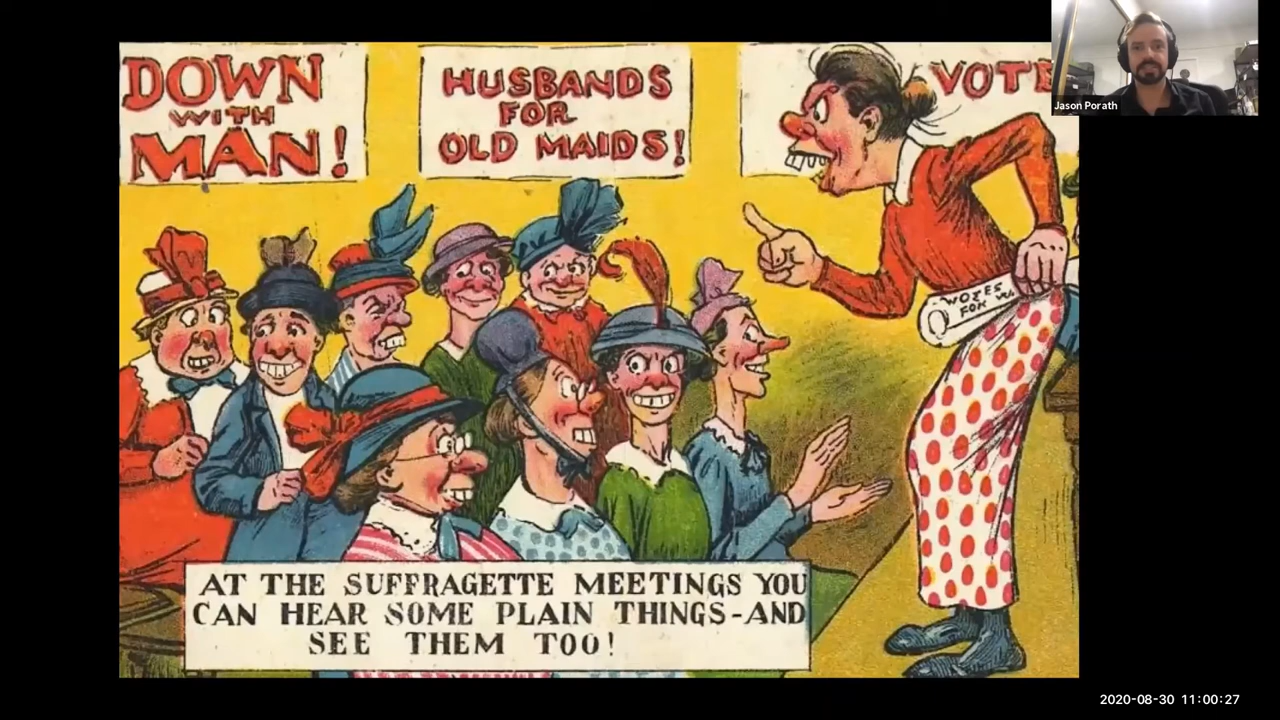 DOWN
WITH
MAN!
HUSBANDS
FOR
OLD MAIDS!
VOTE
Jason Porath
VOTES
FOR
AT THE SUFFRAGETTE MEETINGS YOU
CAN HEAR SOME PLAIN THINGS-AND
SEE THEM TOO!
2020-08-30 11:00:27